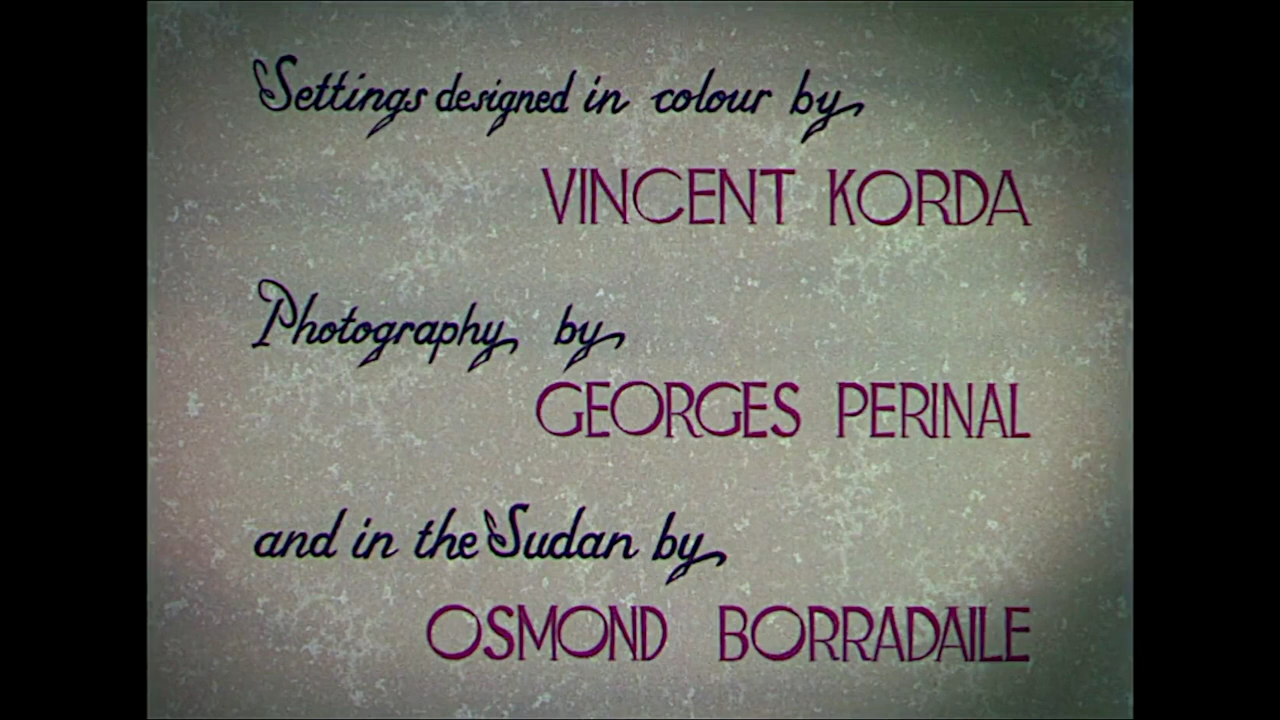 Settings designed in colour by
VINCENT KORDA
Photography by
GEORGES PERINAL
and in the Sudan by
OSMOND BORRADAILE